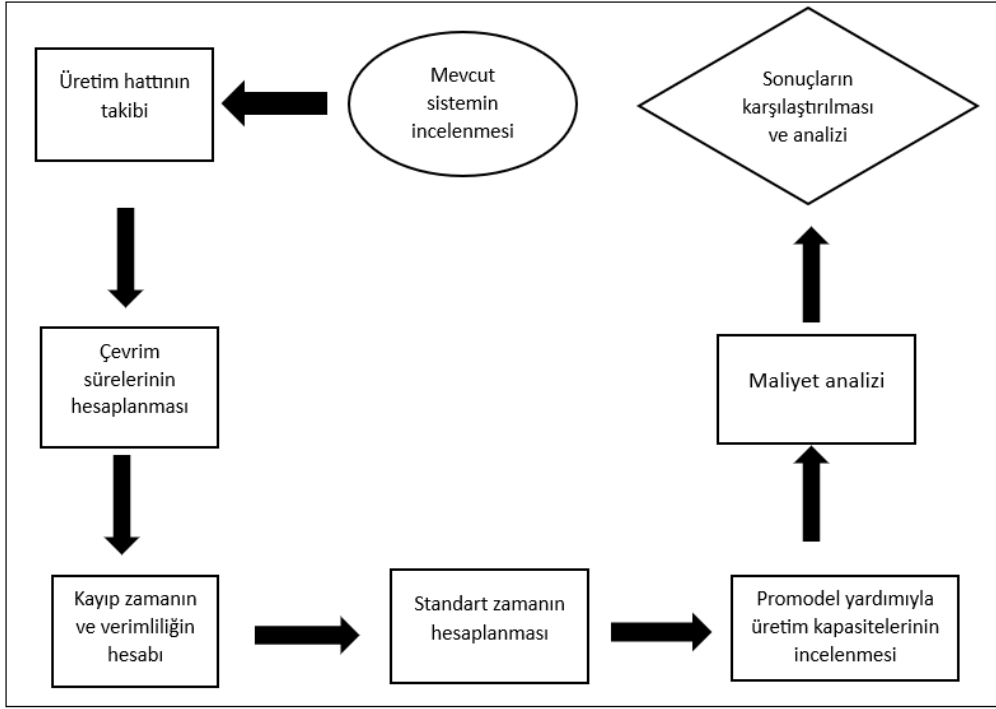 Mevcut
sistemin
incelenmesi
Üretim hattının
takibi
Çevrim
sürelerinin
hesaplanması
Kayıp zamanın
ve verimliliğin
hesabı
Standart zamanın
hesaplanması
Promodel yardımıyla
üretim kapasitelerinin
incelenmesi
Maliyet analizi
Sonuçların
karşılaştırılması
ve analizi